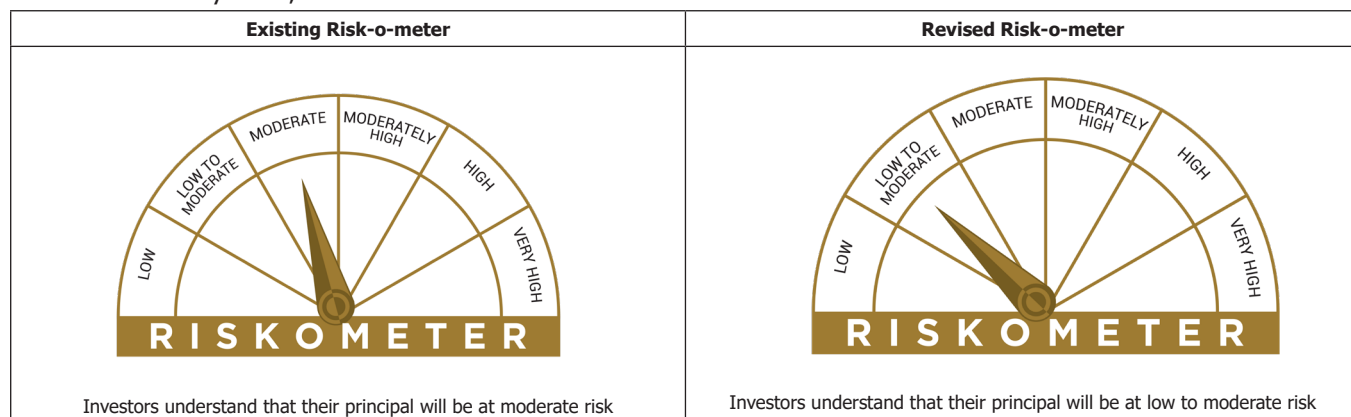 Existing Risk-o-meter
LOW
LOW TO
MODERATE
MODERATE
MODERATELY
HIGH
HIGH
VERY HIGH
RISKOMETER
Investors understand that their principal will be at moderate risk
Revised Risk-o-meter
LOW
LOW TO
MODERATE
MODERATE
MODERATELY
HIGH
HIGH
VERY HIGH
RISKOMETER
Investors understand that their principal will be at low to moderate risk